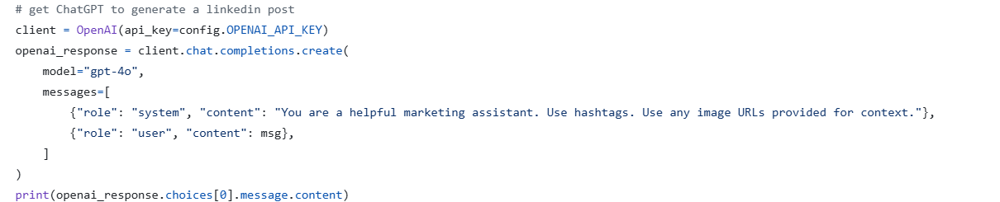 # get ChatGPT to generate a linkedin post
client = OpenAI(api_key=config.OPENAI_API_KEY)
openai_response = client.chat.completions.create(
    model="gpt-4o",
    messages=[
        {"role": "system", "content": "You are a helpful marketing assistant. Use hashtags. Use any image URLs provided for context."},
        {"role": "user", "content": msg},
    ]
)
print(openai_response.choices[0].message.content)